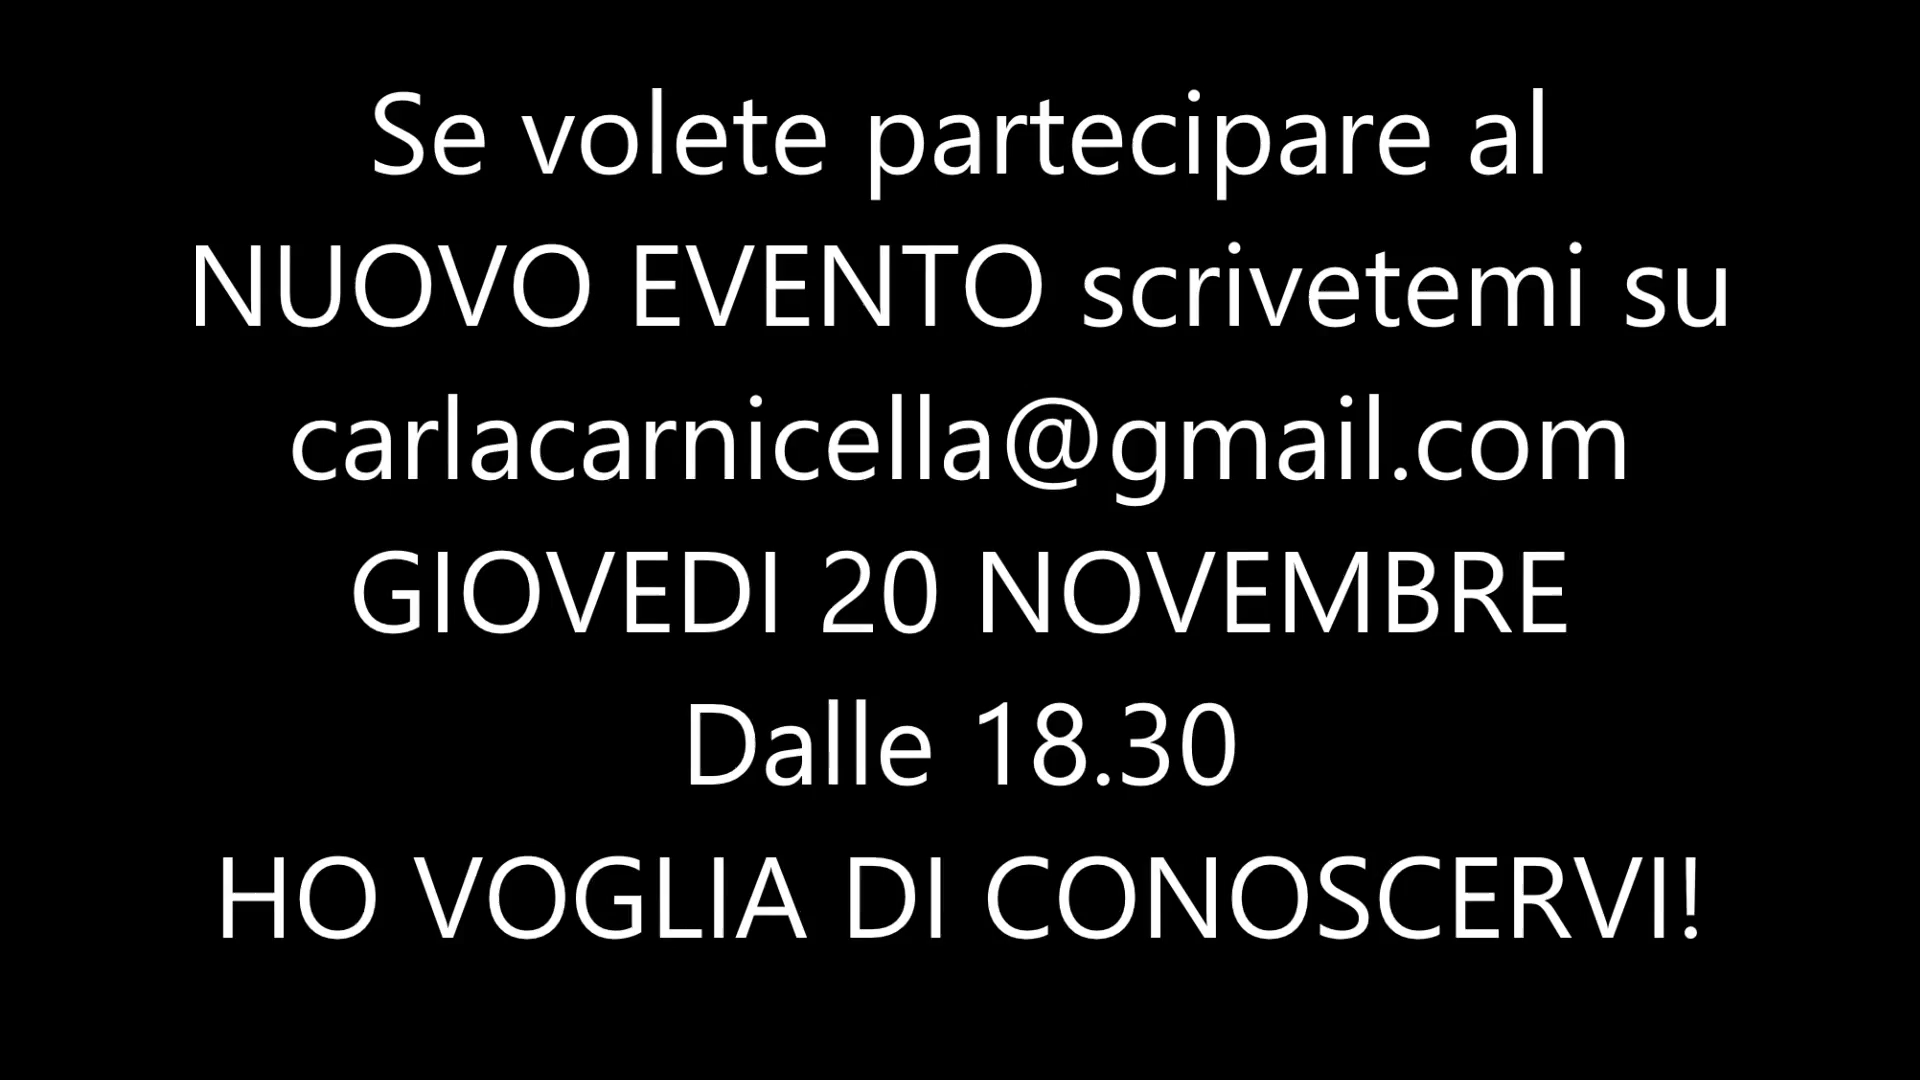 Se volete partecipare al
NUOVO EVENTO scrivetemi su
carlacarnicella@gmail.com
GIOVEDI 20 NOVEMBRE
Dalle 18.30
HO VOGLIA DI CONOSCERVI!